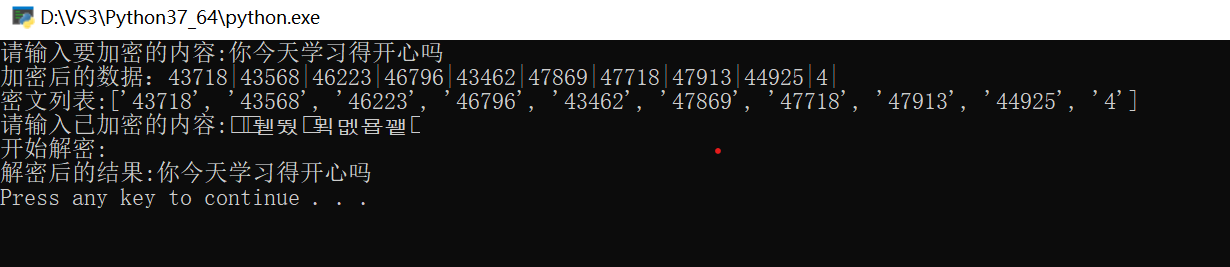 D:\VS3\Python37_64\python.exe
请输入要加密的内容:你今天学习得开心吗
加密后的数据：43718|43568|46223|46796|43462|47869|47718|47913|44925|4|
密文列表:['43718', '43568', '46223', '46796', '43462', '47869', '47718', '47913', '44925', '4']
请输入已加密的内容:
开始解密:
解密后的结果:你今天学习得开心吗
Press any key to continue . . .